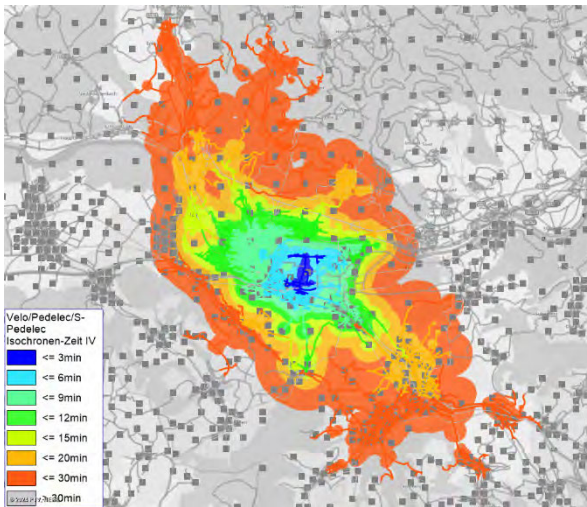 Velo/Pedelec/S-
Pedelec
Isochronen-Zeit IV
<= 3min
<= 6min
<= 9min
<= 12min
<= 15min
<= 20min
<= 30min